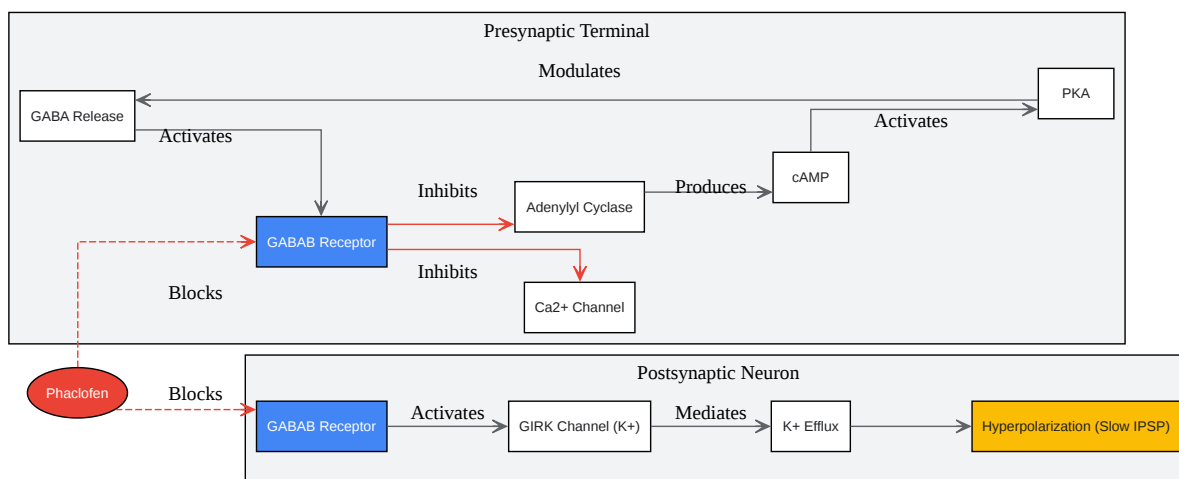 Presynaptic Terminal
Modulates
PKA
GABA Release
Activates
Activates
cAMP
Inhibits
Adenylyl Cyclase
Produces
GABAB Receptor
Inhibits
Blocks
Ca2+ Channel
Postsynaptic Neuron
Phaclofen
Blocks
GABAB Receptor
Activates
GIRK Channel (K+)
Mediates
K+ Efflux
Hyperpolarization (Slow IPSP)